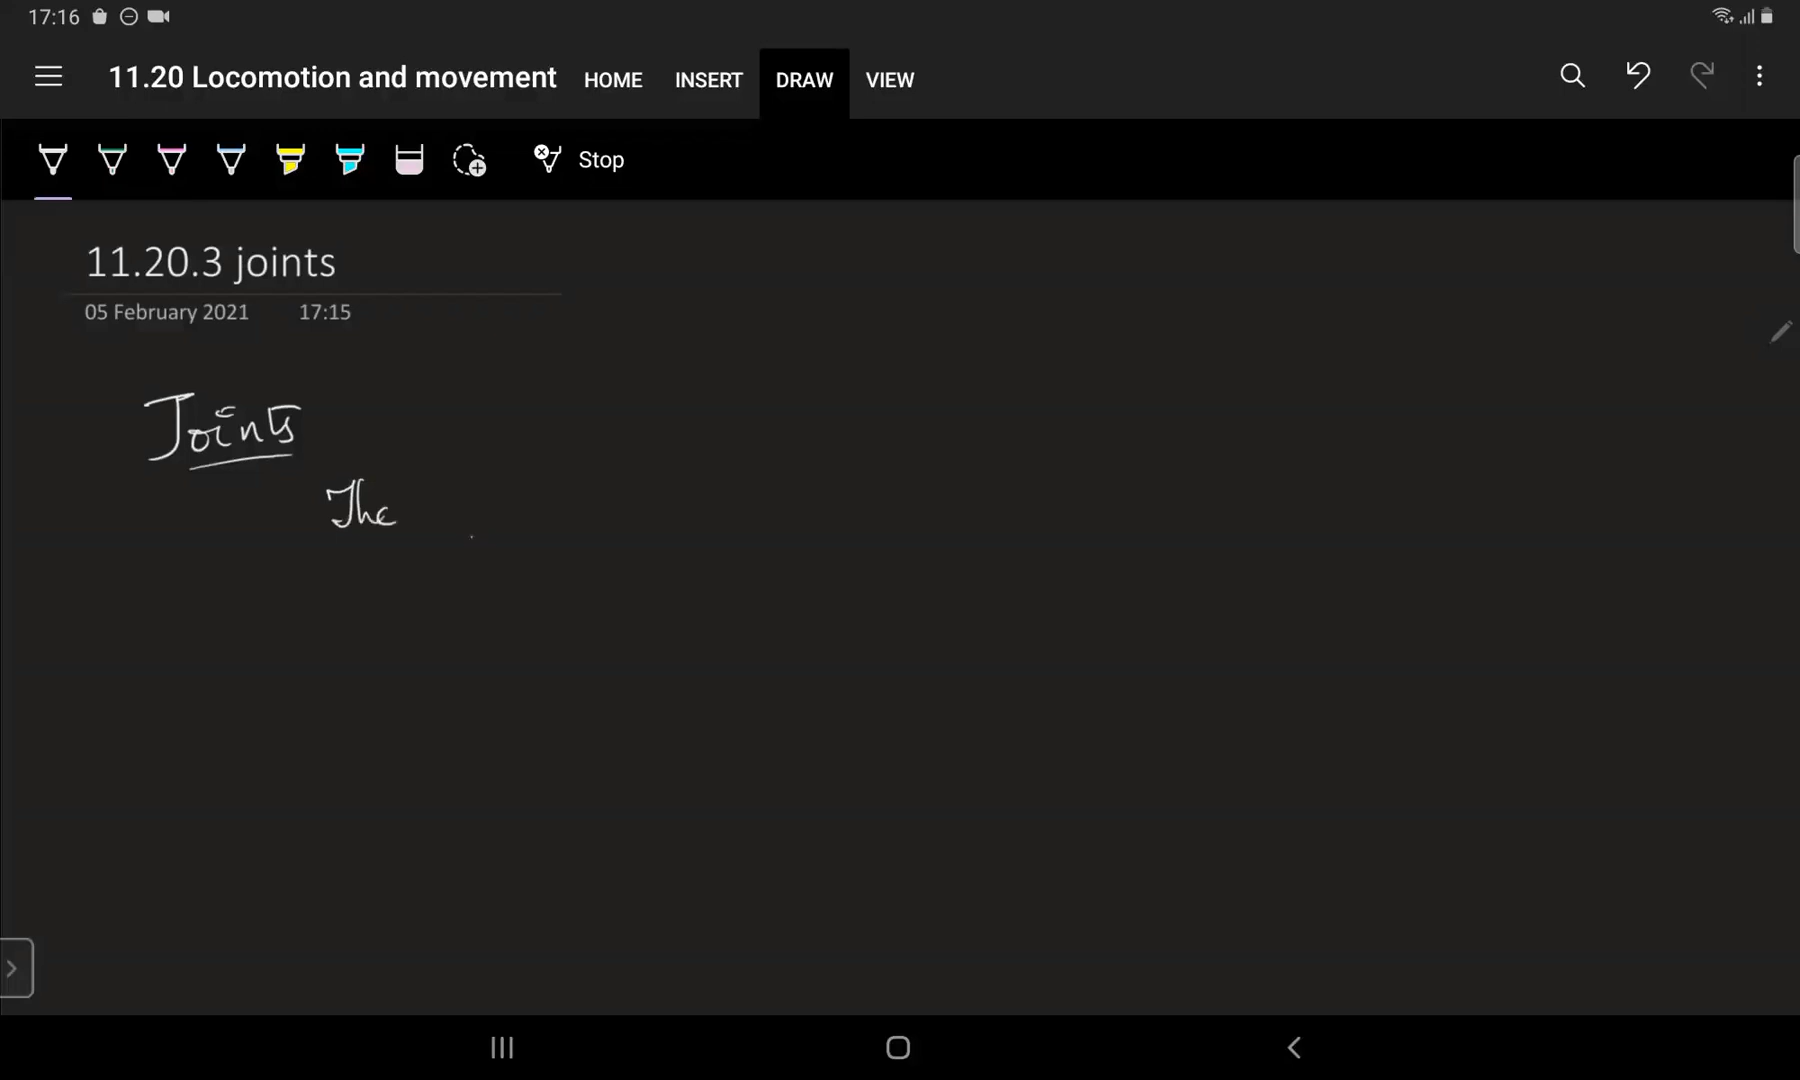 17:16
11.20 Locomotion and movement HOME INSERT DRAW VIEW
Stop
11.20.3 joints
05 February 2021 17:15
Joints
The